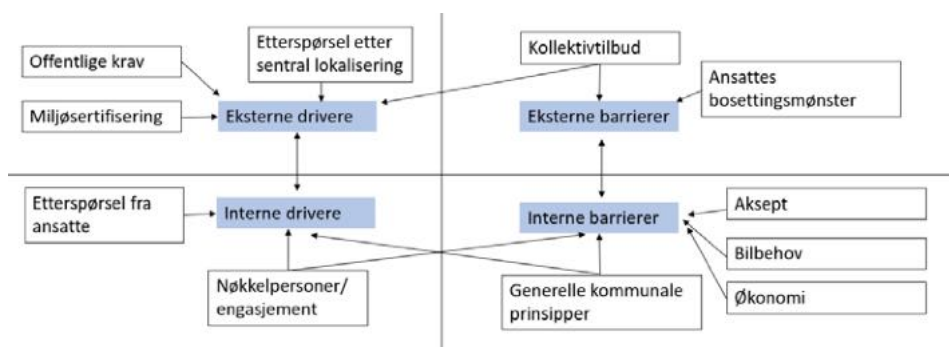 Offentlige krav
Etterspørsel etter
sentral lokalisering
Miljøsertifisering
Eksterne drivere
Kollektivtilbud
Ansattes
bosettingsmønster
Eksterne barrierer
Etterspørsel fra
ansatte
Interne drivere
Nøkkelpersoner/
engasjement
Interne barrierer
Generelle kommunale
prinsipper
Aksept
Bilbehov
Økonomi